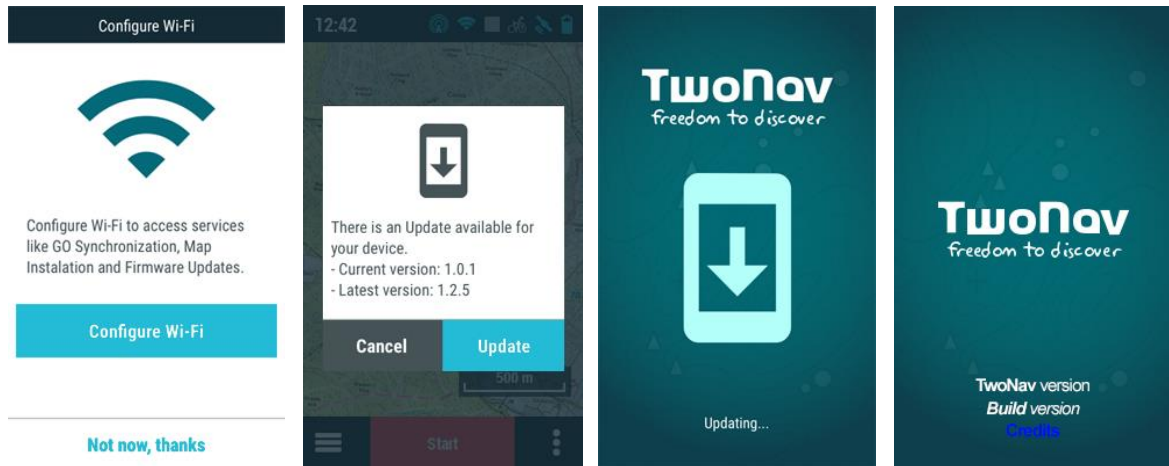 Configure Wi-Fi
Configure Wi-Fi to access services
like GO Synchronization, Map
Instalation and Firmware Updates.
Configure Wi-Fi
Not now, thanks
12:42
There is an Update available for
your device.
- Current version: 1.0.1
- Latest version: 1.2.5
Cancel
Update
500 m
Start
TwoNav
freedom to discover
Updating...
TwoNav
freedom to discover
TwoNav version
Build version
Credits